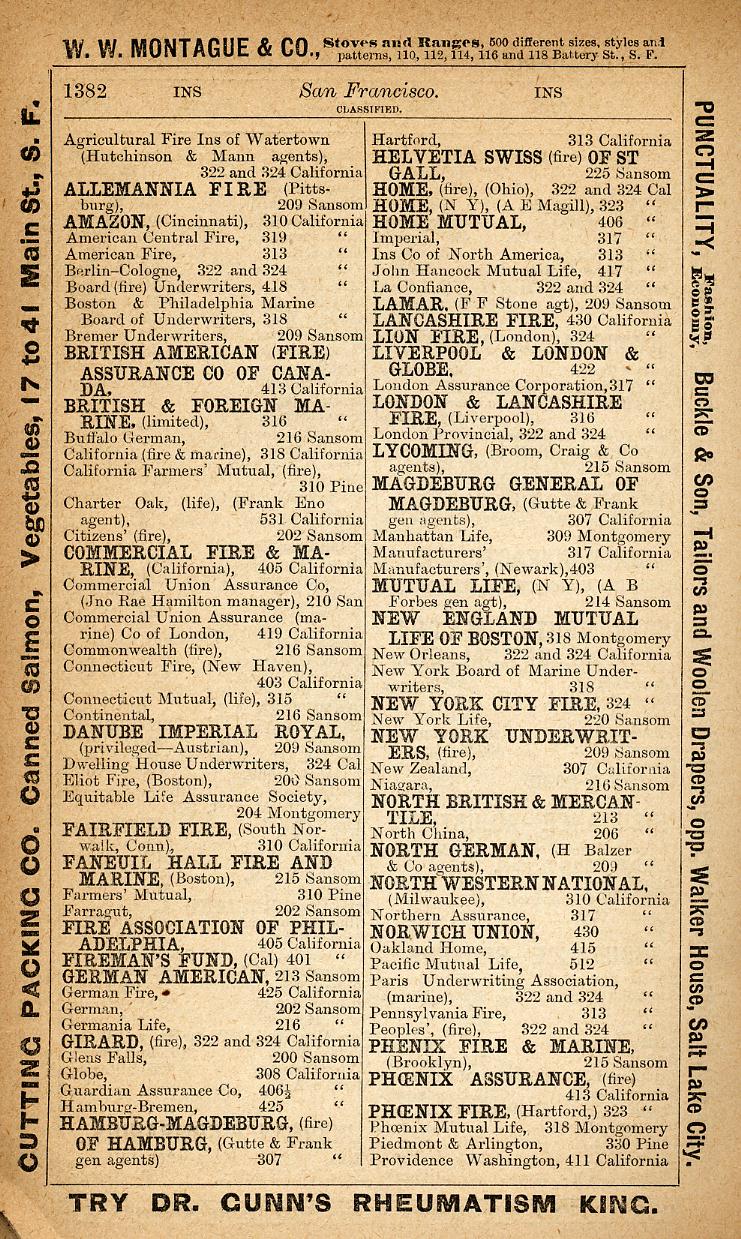 W. W. MONTAGUE & CO., Stoves and Ranges, 500 different sizes, styles and
patterns, 110, 112, 114, 116 and 118 Battery St., S. F.
1382 INS San Francisco. INS
CLASSIFIED.
Agricultural Fire Ins of Watertown
(Hutchinson & Mann agents),
322 and 324 California
ALLEMANNIA FIRE (Pitts-
burg), 209 Sansom
AMAZON, (Cincinnati), 310 California
American Central Fire, 319 “
American Fire, 313 “
Berlin-Cologne, 322 and 324 “
Board (fire) Underwriters, 418 “
Boston & Philadelphia Marine
Board of Underwriters, 318 “
Bremer Underwriters, 209 Sansom
BRITISH AMERICAN (FIRE)
ASSURANCE CO OF CANA-
DA, 413 California
BRITISH & FOREIGN MA-
RINE, (limited), 316 “
Buffalo German, 216 Sansom
California (fire & marine), 318 California
California Farmers' Mutual, (fire),
310 Pine
Charter Oak, (life), (Frank Eno
agent), 531 California
Citizens' (fire), 202 Sansom
COMMERCIAL FIRE & MA-
RINE, (California), 405 California
Commercial Union Assurance Co,
(Jno Rae Hamilton manager), 210 San
Commercial Union Assurance (ma-
rine) Co of London, 419 California
Commonwealth (fire), 216 Sansom
Connecticut Fire, (New Haven),
403 California
Connecticut Mutual, (life), 315 “
Continental, 216 Sansom
DANUBE IMPERIAL ROYAL,
(privileged—Austrian), 209 Sansom
Dwelling House Underwriters, 324 Cal
Eliot Fire, (Boston), 200 Sansom
Equitable Life Assurance Society,
204 Montgomery
FAIRFIELD FIRE, (South Nor-
walk, Conn), 310 California
FANEUIL HALL FIRE AND
MARINE, (Boston), 215 Sansom
Farmers' Mutual, 310 Pine
Farragut, 202 Sansom
FIRE ASSOCIATION OF PHIL-
ADELPHIA, 405 California
FIREMAN'S FUND, (Cal) 401 “
GERMAN AMERICAN, 213 Sansom
German Fire, 425 California
German, 202 Sansom
Germania Life, 216 “
GIRARD, (fire), 322 and 324 California
Glens Falls, 200 Sansom
Globe, 308 California
Guardian Assurance Co, 406½ “
Hamburg-Bremen, 425 “
HAMBURG-MAGDEBURG, (fire)
OF HAMBURG, (Gutte & Frank
gen agents) 307 “
Hartford, 313 California
HELVETIA SWISS (fire) OF ST
GALL, 225 Sansom
HOME, (fire), (Ohio), 322 and 324 Cal
HOME, (N Y), (A E Magill), 323 “
HOME MUTUAL, 406 “
Imperial, 317 “
Ins Co of North America, 313 “
John Hancock Mutual Life, 417 “
La Confiance, 322 and 324 “
LAMAR, (F F Stone agt), 209 Sansom
LANCASHIRE FIRE, 430 California
LION FIRE, (London), 324 “
LIVERPOOL & LONDON &
GLOBE, 422 “
London Assurance Corporation, 317 “
LONDON & LANCASHIRE
FIRE, (Liverpool), 316 “
London Provincial, 322 and 324 “
LYCOMING, (Broom, Craig & Co
agents), 215 Sansom
MAGDEBURG GENERAL OF
MAGDEBURG, (Gutte & Frank
gen agents), 307 California
Manhattan Life, 309 Montgomery
Manufacturers' 317 California
Manufacturers', (Newark), 403 “
MUTUAL LIFE, (N Y), (A B
Forbes gen agt), 214 Sansom
NEW ENGLAND MUTUAL
LIFE OF BOSTON, 318 Montgomery
New Orleans, 322 and 324 California
New York Board of Marine Under-
writers, 318 “
NEW YORK CITY FIRE, 324 “
New York Life, 220 Sansom
NEW YORK UNDERWRIT-
ERS, (fire), 209 Sansom
New Zealand, 307 California
Niagara, 216 Sansom
NORTH BRITISH & MERCAN-
TILE, 213 “
North China, 206 “
NORTH GERMAN, (H Balzer
& Co agents), 209 “
NORTH WESTERN NATIONAL,
(Milwaukee), 310 California
Northern Assurance, 317 “
NORWICH UNION, 430 “
Oakland Home, 415 “
Pacific Mutual Life, 512 “
Paris Underwriting Association,
(marine), 322 and 324 “
Pennsylvania Fire, 313 “
Peoples', (fire), 322 and 324 “
PHENIX FIRE & MARINE,
(Brooklyn), 215 Sansom
PHŒNIX ASSURANCE, (fire)
413 California
PHŒNIX FIRE, (Hartford,) 323 “
Phœnix Mutual Life, 318 Montgomery
Piedmont & Arlington, 330 Pine
Providence Washington, 411 California
CUTTING PACKING CO. Canned Salmon, Vegetables, 17 to 41 Main St., S. F.
PUNCTUALITY, Fashion, Economy, Buckle & Son, Tailors and Woolen Drapers, opp. Walker House, Salt Lake City.
TRY DR. GUNN'S RHEUMATISM KING.